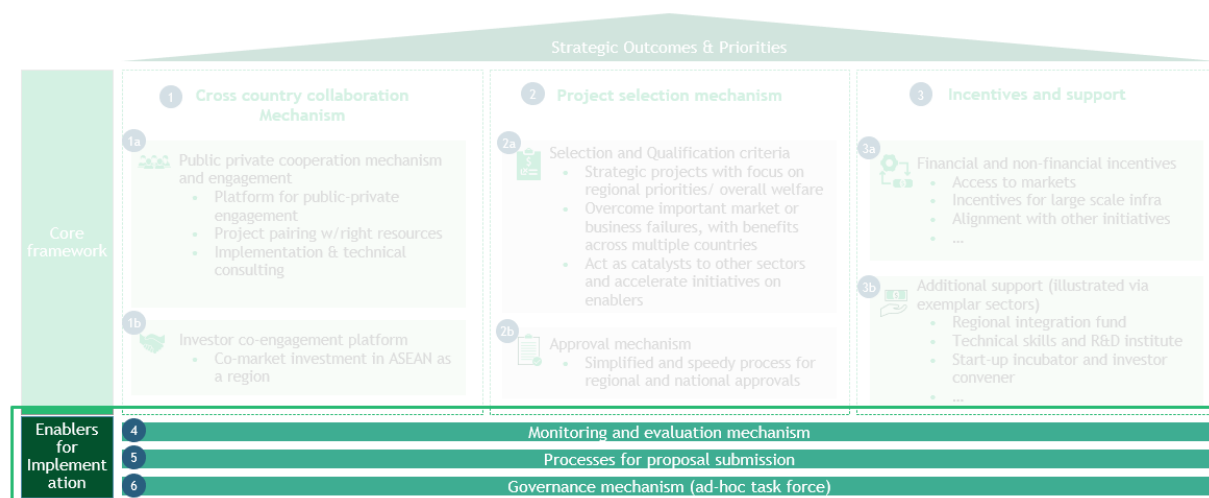 Strategic Outcomes & Priorities
Core
framework
1
Cross country collaboration
Mechanism
1a
Public private cooperation mechanism
and engagement
• Platform for public-private
engagement
• Project pairing w/right resources
• Implementation & technical
consulting
1b
Investor co-engagement platform
• Co-market investment in ASEAN as
a region
2
Project selection mechanism
2a
Selection and Qualification criteria
• Strategic projects with focus on
regional priorities/ overall welfare
• Overcome important market or
business failures, with benefits
across multiple countries
• Act as catalysts to other sectors
and accelerate initiatives on
enablers
2b
Approval mechanism
• Simplified and speedy process for
regional and national approvals
3
Incentives and support
3a
Financial and non-financial incentives
• Access to markets
• Incentives for large scale infra
• Alignment with other initiatives
• ...
3b
Additional support (Illustrated via
exemplar sectors)
• Regional integration fund
• Technical skills and R&D institute
• Start-up incubator and investor
convener
• ...
Enablers
for
Implement
ation
4
Monitoring and evaluation mechanism
5
Processes for proposal submission
6
Governance mechanism (ad-hoc task force)